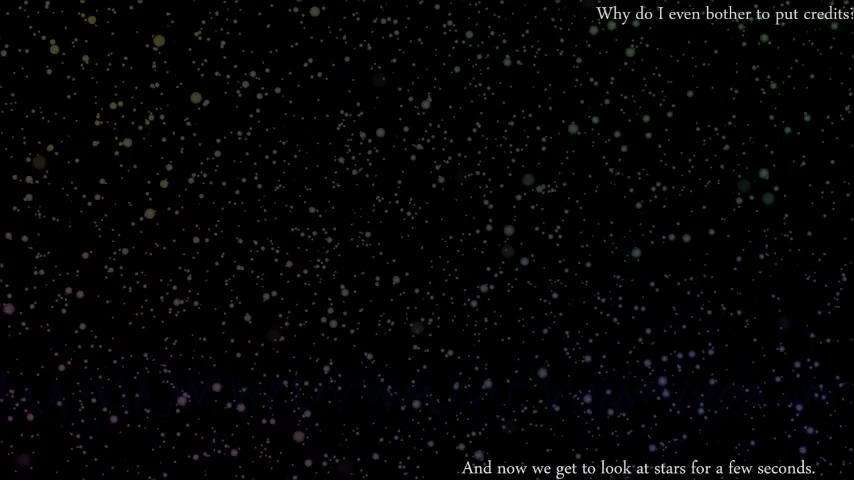 Why do I even bother to put credits?
And now we get to look at stars for a few seconds.